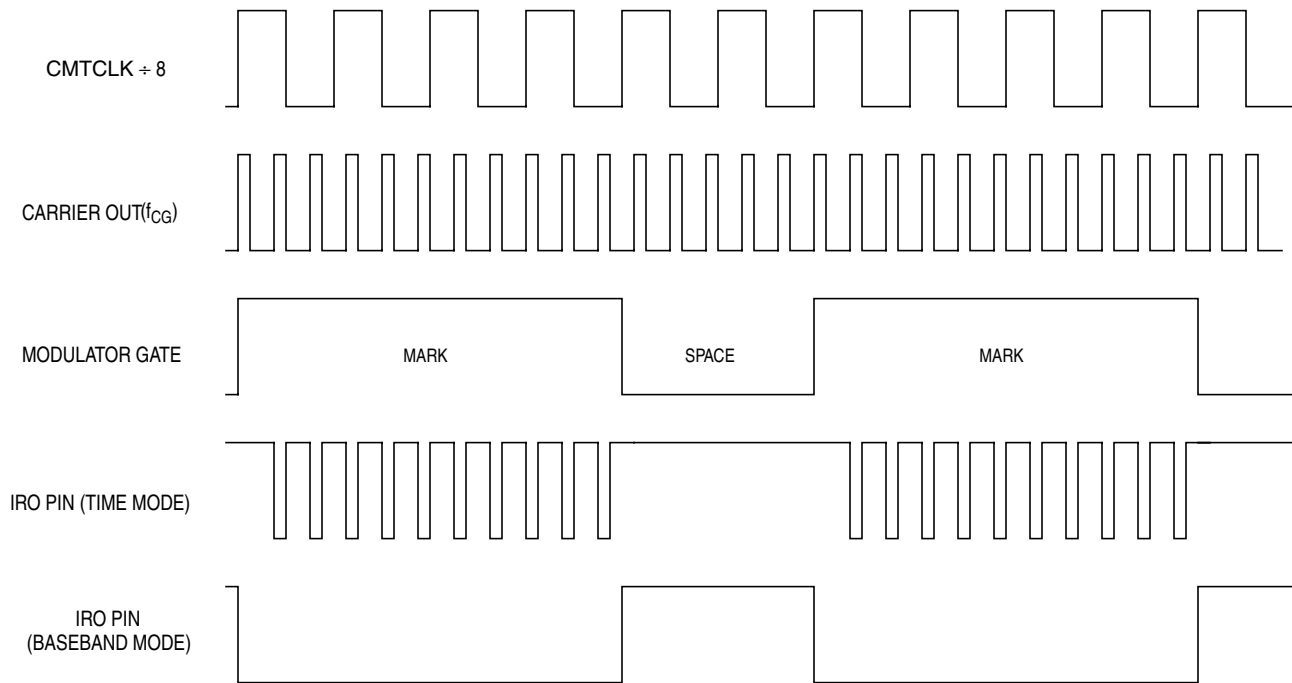 CMTCLK ÷ 8
CARRIER OUT(fCG)
MODULATOR GATE
MARK
SPACE
MARK
IRO PIN (TIME MODE)
IRO PIN
(BASEBAND MODE)